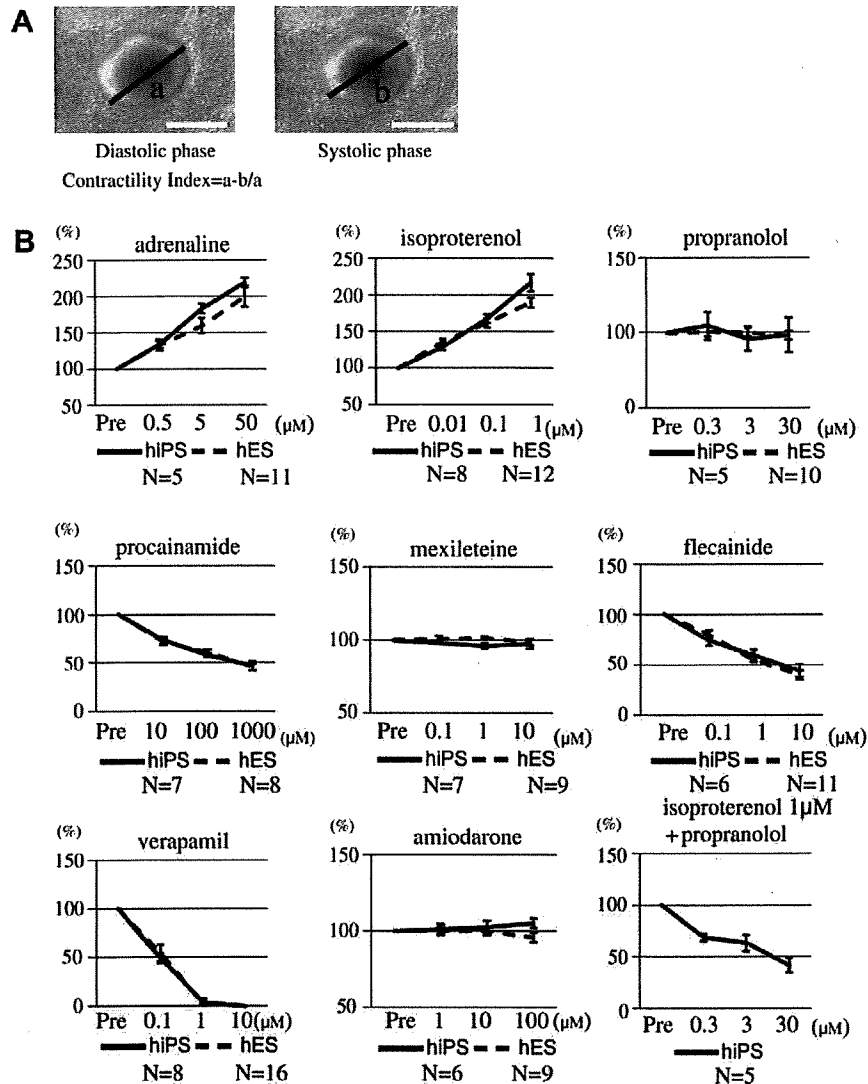 A
a
b
Diastolic phase
Systolic phase
Contractility Index=a-b/a
B
(%)
adrenaline
250
200
150
100
50
Pre 0.5 5 50 (μM)
hiPS hES
N=5 N=11
(%)
isoproterenol
250
200
150
100
50
Pre 0.01 0.1 1 (μM)
hiPS hES
N=8 N=12
(%)
propranolol
150
100
0
Pre 0.3 3 30 (μM)
hiPS hES
N=5 N=10
(%)
procainamide
150
100
50
0
Pre 10 100 1000 (μM)
hiPS hES
N=7 N=8
(%)
mexileteine
150
100
50
Pre 0.1 1 10 (μM)
hiPS hES
N=7 N=9
(%)
flecainide
150
100
50
0
Pre 0.1 1 10 (μM)
hiPS hES
N=6 N=11
(%)
verapamil
150
100
50
0
Pre 0.1 1 10(μM)
hiPS hES
N=8 N=16
(%)
amiodarone
150
100
50
Pre 1 10 100 (μM)
hiPS hES
N=6 N=9
isoproterenol 1μM
(%)
+propranolol
150
100
50
0
Pre 0.3 3 30 (μM)
hiPS
N=5